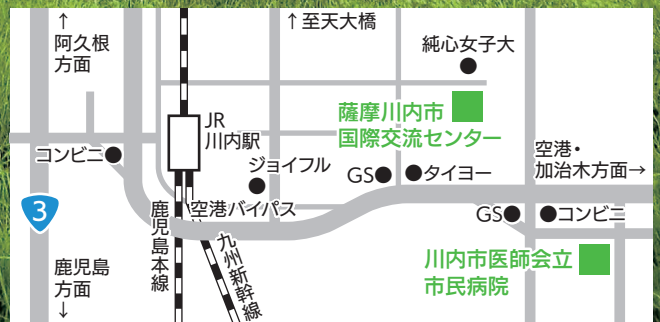 ↑
阿久根
方面
↑至天大橋
純心女子大
薩摩川内市
国際交流センター
JR
川内駅
コンビニ
ジョイフル
GS
タイヨー
空港・
加治木方面→
3
鹿児島本線
空港バイパス
九州新幹線
GS
コンビニ
川内市医師会立
市民病院
鹿児島
方面
↓